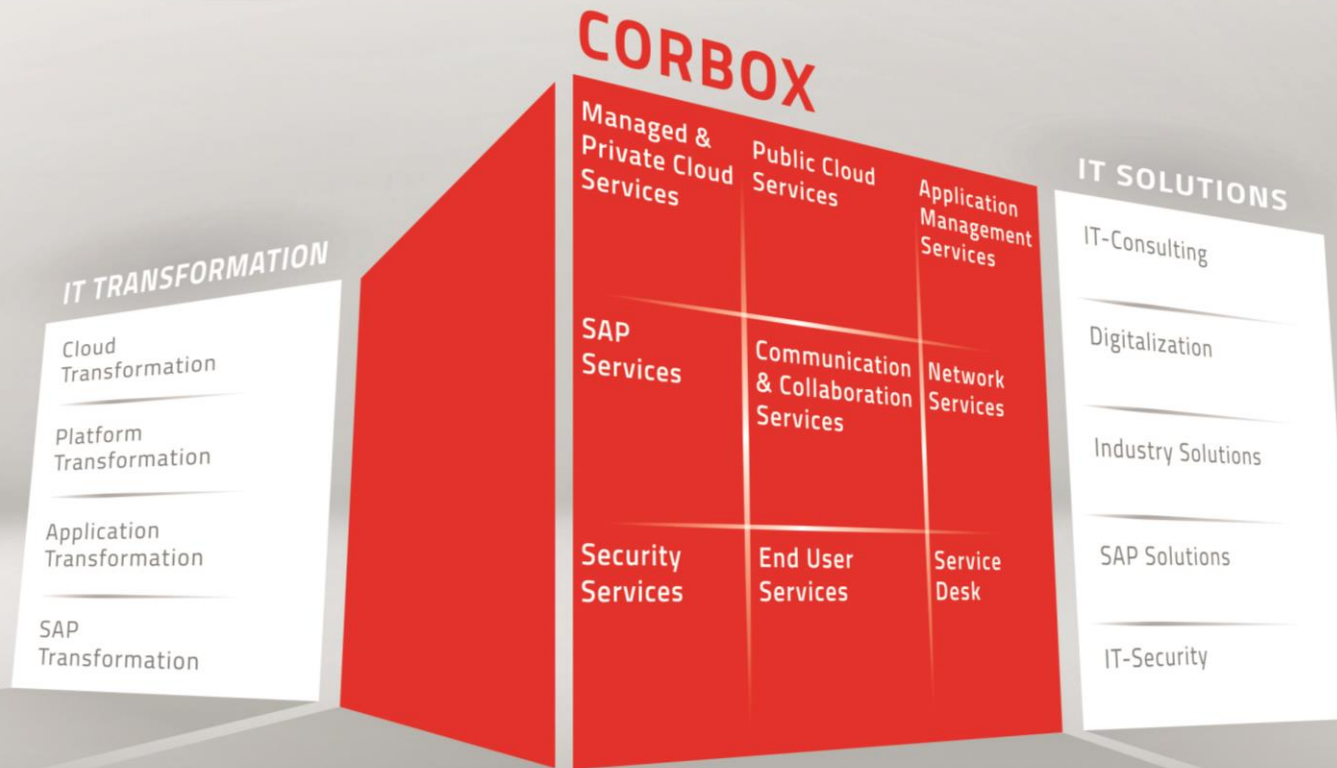 CORBOX
IT TRANSFORMATION
Cloud
Transformation
Platform
Transformation
Application
Transformation
SAP
Transformation
Managed &
Private Cloud
Services
Public Cloud
Services
Application
Management
Services
SAP
Services
Communication
& Collaboration
Services
Network
Services
Security
Services
End User
Services
Service
Desk
IT SOLUTIONS
IT-Consulting
Digitalization
Industry Solutions
SAP Solutions
IT-Security